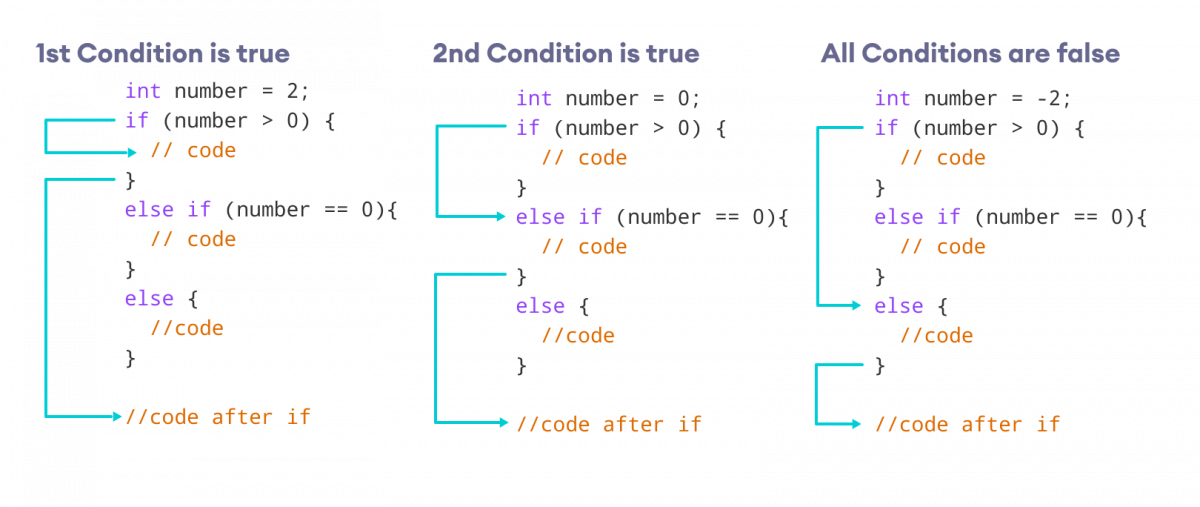 1st Condition is true
int number = 2;
if (number > 0) {
// code
}
else if (number == 0){
// code
}
else {
//code
}
//code after if
2nd Condition is true
int number = 0;
if (number > 0) {
// code
}
else if (number == 0){
// code
}
else {
//code
}
//code after if
All Conditions are false
int number = -2;
if (number > 0) {
// code
}
else if (number == 0){
// code
}
else {
//code
}
//code after if